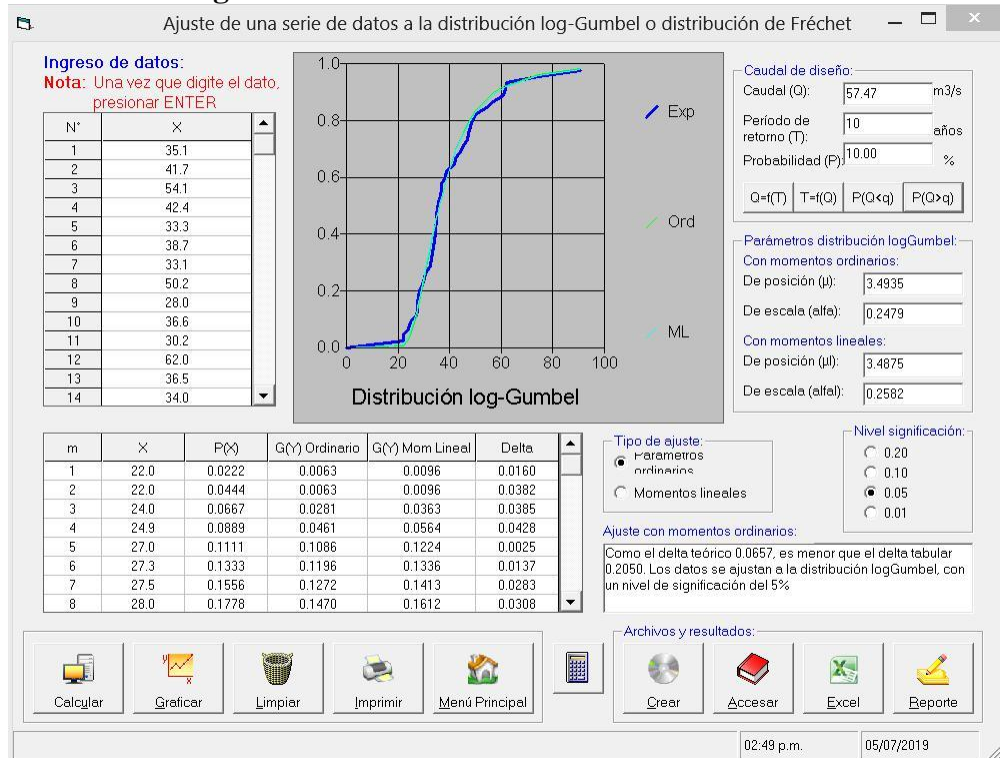 Ajuste de una serie de datos a la distribución log-Gumbel o distribución de Fréchet
Ingreso de datos:
Nota: Una vez que digite el dato,
presionar ENTER
N° X
1 35.1
2 41.7
3 54.1
4 42.4
5 33.3
6 38.7
7 33.1
8 50.2
9 28.0
10 36.6
11 30.2
12 62.0
13 36.5
14 34.0
1.0
0.8
0.6
0.4
0.2
0.0
0 20 40 60 80 100
Exp
Ord
ML
Distribución log-Gumbel
Caudal de diseño:
Caudal (Q): 57.47 m3/s
Período de
retorno (T): 10 años
Probabilidad (P): 10.00 %
Q=f(T) T=f(Q) P(Q<q) P(Q>q)
Parámetros distribución logGumbel:
Con momentos ordinarios:
De posición (µ): 3.4935
De escala (alfa): 0.2479
Con momentos lineales:
De posición (µl): 3.4875
De escala (alfal): 0.2582
m X P(X) G(Y) Ordinario G(Y) Mom Lineal Delta
1 22.0 0.0222 0.0063 0.0096 0.0160
2 22.0 0.0444 0.0063 0.0096 0.0382
3 24.0 0.0667 0.0281 0.0363 0.0385
4 24.9 0.0889 0.0461 0.0564 0.0428
5 27.0 0.1111 0.1086 0.1224 0.0025
6 27.3 0.1333 0.1196 0.1336 0.0137
7 27.5 0.1556 0.1272 0.1413 0.0283
8 28.0 0.1778 0.1470 0.1612 0.0308
Tipo de ajuste:
Parámetros
ordinarios
Momentos lineales
Nivel significación:
0.20
0.10
0.05
0.01
Ajuste con momentos ordinarios:
Como el delta teórico 0.0657, es menor que el delta tabular
0.2050. Los datos se ajustan a la distribución logGumbel, con
un nivel de significación del 5%
Calcular Graficar Limpiar Imprimir Menú Principal
Archivos y resultados:
Crear Accesar Excel Reporte
02:49 p.m. 05/07/2019